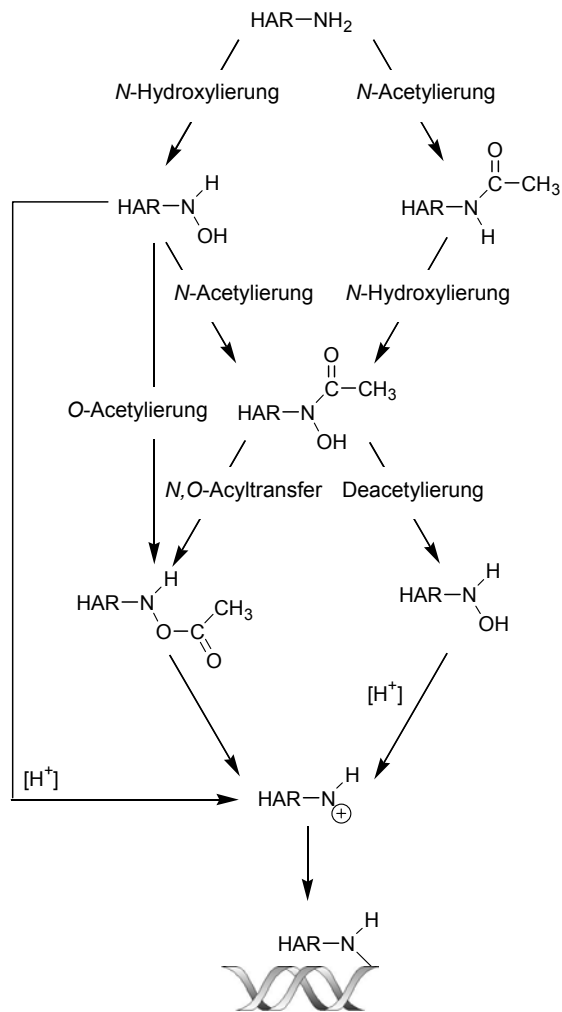 HAR—NH₂
N-Hydroxylierung N-Acetylierung
O
H
C—CH₃
HAR—N HAR—N
OH H
N-Acetylierung N-Hydroxylierung
O
C—CH₃
O-Acetylierung HAR—N
OH
N,O-Acyltransfer Deacetylierung
H H
HAR—N CH₃ HAR—N
O—C OH
O
[H⁺]
[H⁺] H
HAR—N
+
H
HAR—N